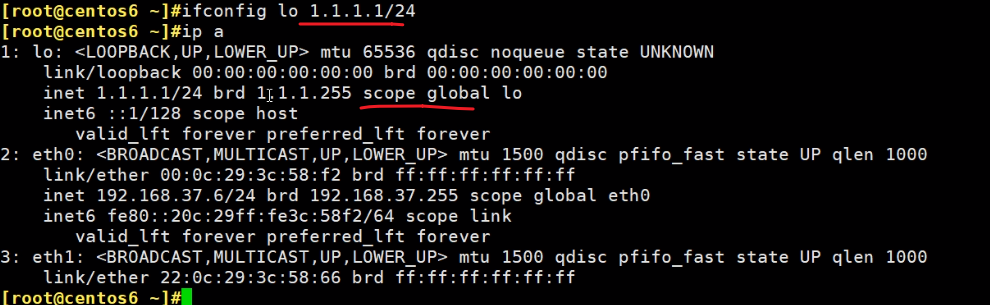 [root@centos6 ~]#ifconfig lo 1.1.1.1/24
[root@centos6 ~]#ip a
1: lo: <LOOPBACK,UP,LOWER_UP> mtu 65536 qdisc noqueue state UNKNOWN
    link/loopback 00:00:00:00:00:00 brd 00:00:00:00:00:00
    inet 1.1.1.1/24 brd 1.1.1.255 scope global lo
    inet6 ::1/128 scope host
       valid_lft forever preferred_lft forever
2: eth0: <BROADCAST,MULTICAST,UP,LOWER_UP> mtu 1500 qdisc pfifo_fast state UP qlen 1000
    link/ether 00:0c:29:3c:58:f2 brd ff:ff:ff:ff:ff:ff
    inet 192.168.37.6/24 brd 192.168.37.255 scope global eth0
    inet6 fe80::20c:29ff:fe3c:58f2/64 scope link
       valid_lft forever preferred_lft forever
3: eth1: <BROADCAST,MULTICAST,UP,LOWER_UP> mtu 1500 qdisc pfifo_fast state UP qlen 1000
    link/ether 22:0c:29:3c:58:66 brd ff:ff:ff:ff:ff:ff
[root@centos6 ~]#